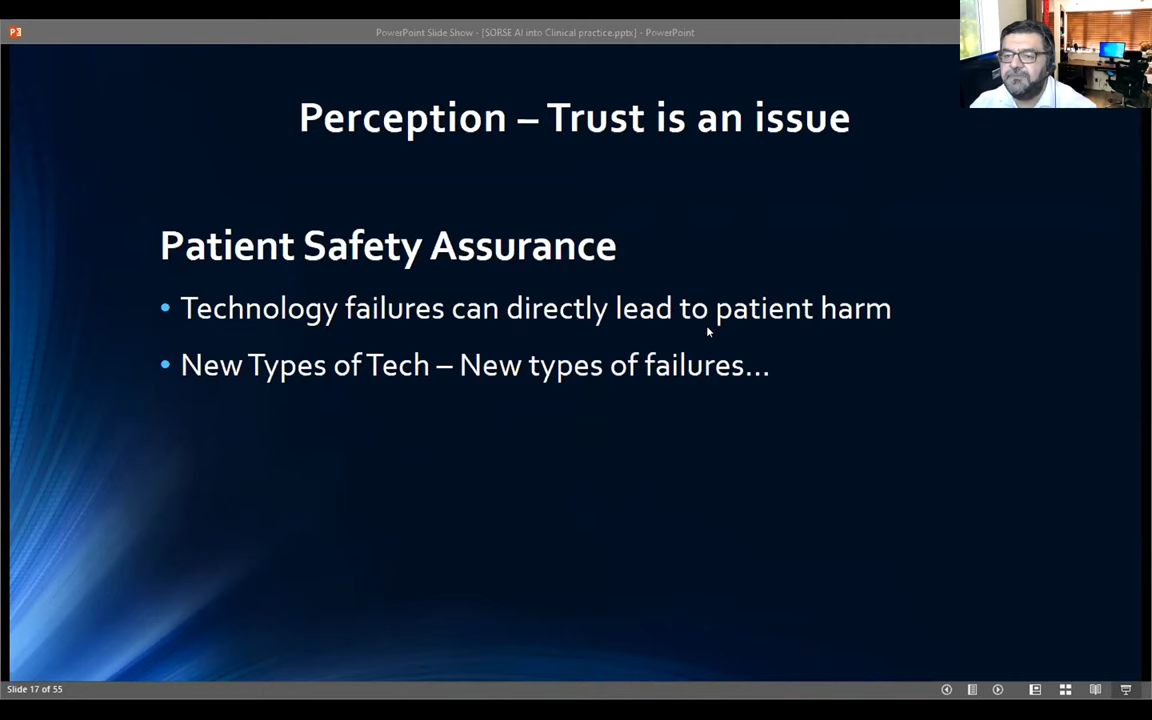 PowerPoint Slide Show - [SORSE AI into Clinical practice.pptx] - PowerPoint
Perception – Trust is an issue
Patient Safety Assurance
• Technology failures can directly lead to patient harm
• New Types of Tech – New types of failures...
Slide 17 of 55